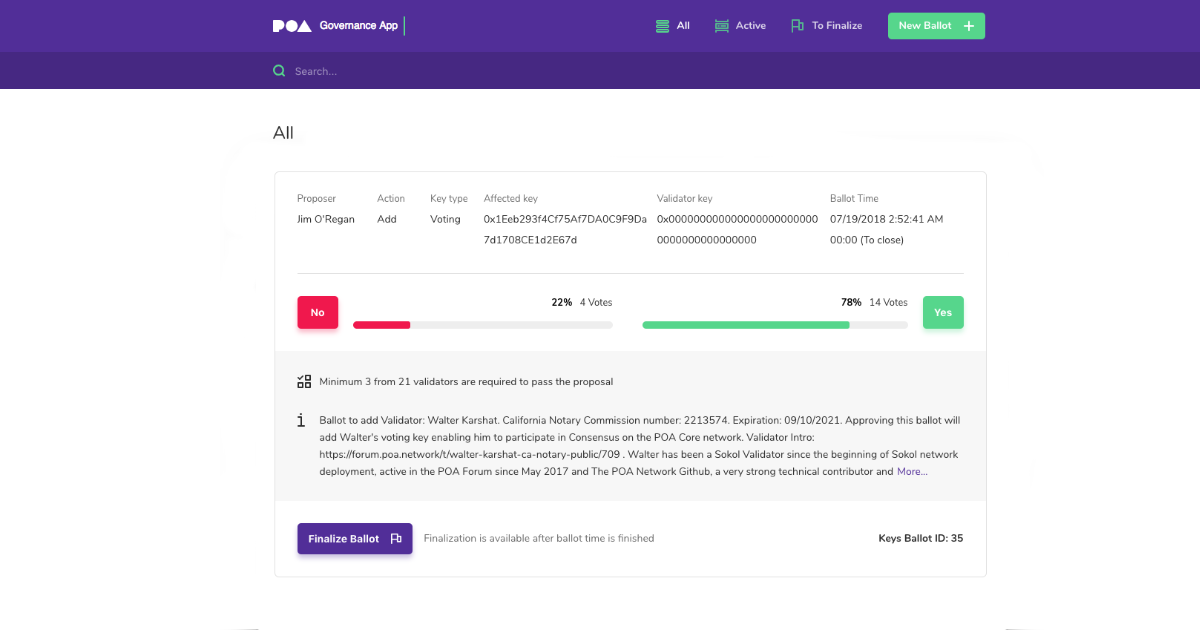 POA Governance App
All
Active
To Finalize
New Ballot +
Search...
All
Proposer Action Key type Affected key Validator key Ballot Time
Jim O'Regan Add Voting 0x1Eeb293f4Cf75Af7DA0C9F9Da 0x0000000000000000000000000 07/19/2018 2:52:41 AM
7d1708CE1d2E67d 0000000000000000 00:00 (To close)
No 22% 4 Votes 78% 14 Votes Yes
Minimum 3 from 21 validators are required to pass the proposal
Ballot to add Validator: Walter Karshat. California Notary Commission number: 2213574. Expiration: 09/10/2021. Approving this ballot will
add Walter's voting key enabling him to participate in Consensus on the POA Core network. Validator Intro:
https://forum.poa.network/t/walter-karshat-ca-notary-public/709 . Walter has been a Sokol Validator since the beginning of Sokol network
deployment, active in the POA Forum since May 2017 and The POA Network Github, a very strong technical contributor and More...
Finalize Ballot Finalization is available after ballot time is finished Keys Ballot ID: 35